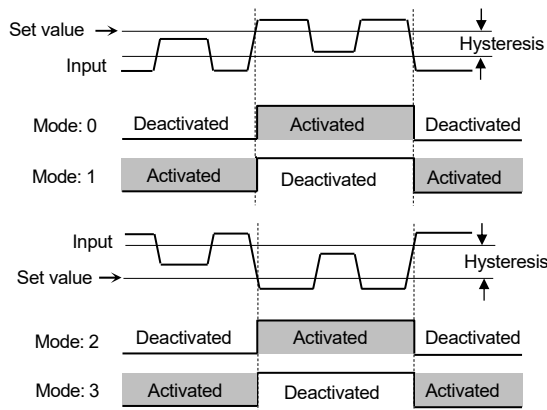 Set value →
Hysteresis
Input
Mode: 0 Deactivated Activated Deactivated
Mode: 1 Activated Deactivated Activated
Input
Hysteresis
Set value →
Mode: 2 Deactivated Activated Deactivated
Mode: 3 Activated Deactivated Activated